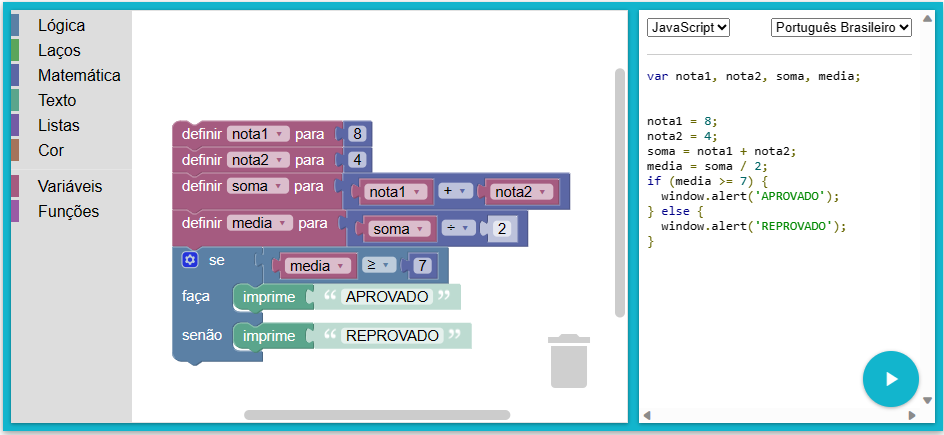 Lógica
Laços
Matemática
Texto
Listas
Cor
Variáveis
Funções
definir nota1 para 8
definir nota2 para 4
definir soma para nota1 + nota2
definir media para soma ÷ 2
se media ≥ 7
faça imprime “ APROVADO ”
senão imprime “ REPROVADO ”
JavaScript Português Brasileiro
var nota1, nota2, soma, media;
nota1 = 8;
nota2 = 4;
soma = nota1 + nota2;
media = soma / 2;
if (media >= 7) {
  window.alert('APROVADO');
} else {
  window.alert('REPROVADO');
}